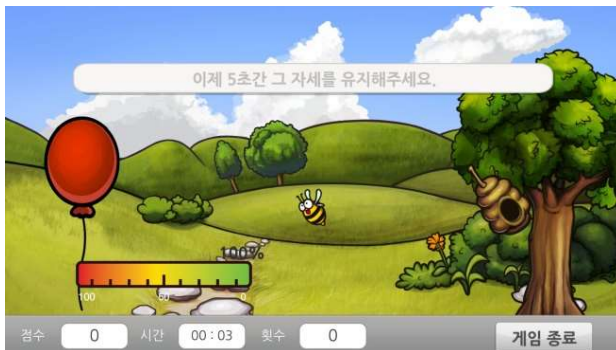 이제 5초간 그 자세를 유지해주세요.
100%
100 50 0
점수 0 시간 00:03 횟수 0 게임 종료